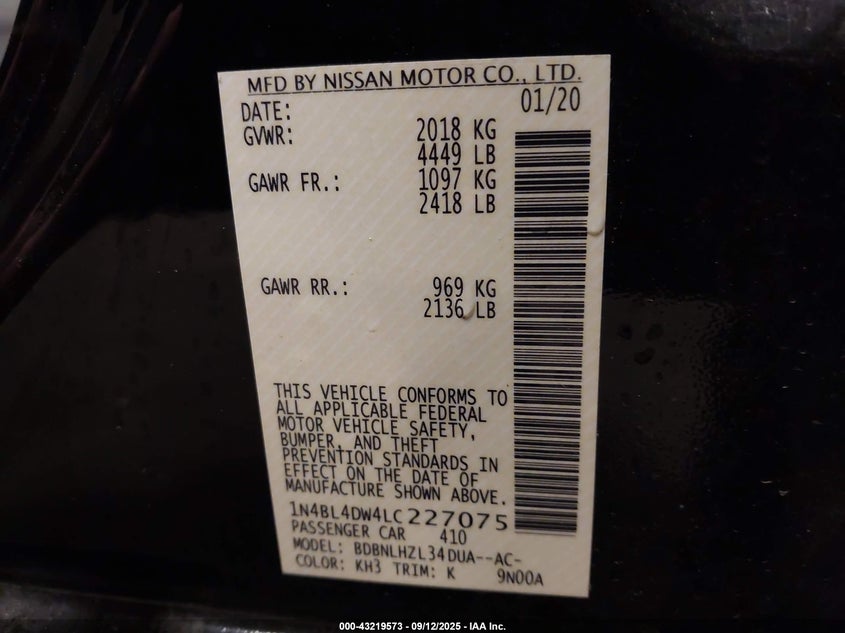 MFD BY NISSAN MOTOR CO., LTD.
DATE: 01/20
GVWR: 2018 KG
4449 LB
GAWR FR.: 1097 KG
2418 LB
GAWR RR.: 969 KG
2136 LB
THIS VEHICLE CONFORMS TO
ALL APPLICABLE FEDERAL
MOTOR VEHICLE SAFETY,
BUMPER, AND THEFT
PREVENTION STANDARDS IN
EFFECT ON THE DATE OF
MANUFACTURE SHOWN ABOVE.
1N4BL4DW4LC227075
PASSENGER CAR 410
MODEL: BDBNLHZL34DUA--AC-
COLOR: KH3 TRIM: K 9N00A
000-43219573 - 09/12/2025 - IAA Inc.